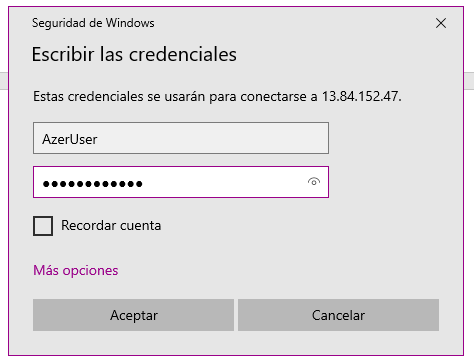 Seguridad de Windows
Escribir las credenciales
Estas credenciales se usarán para conectarse a 13.84.152.47.
AzerUser
●●●●●●●●●●●●
Recordar cuenta
Más opciones
Aceptar
Cancelar